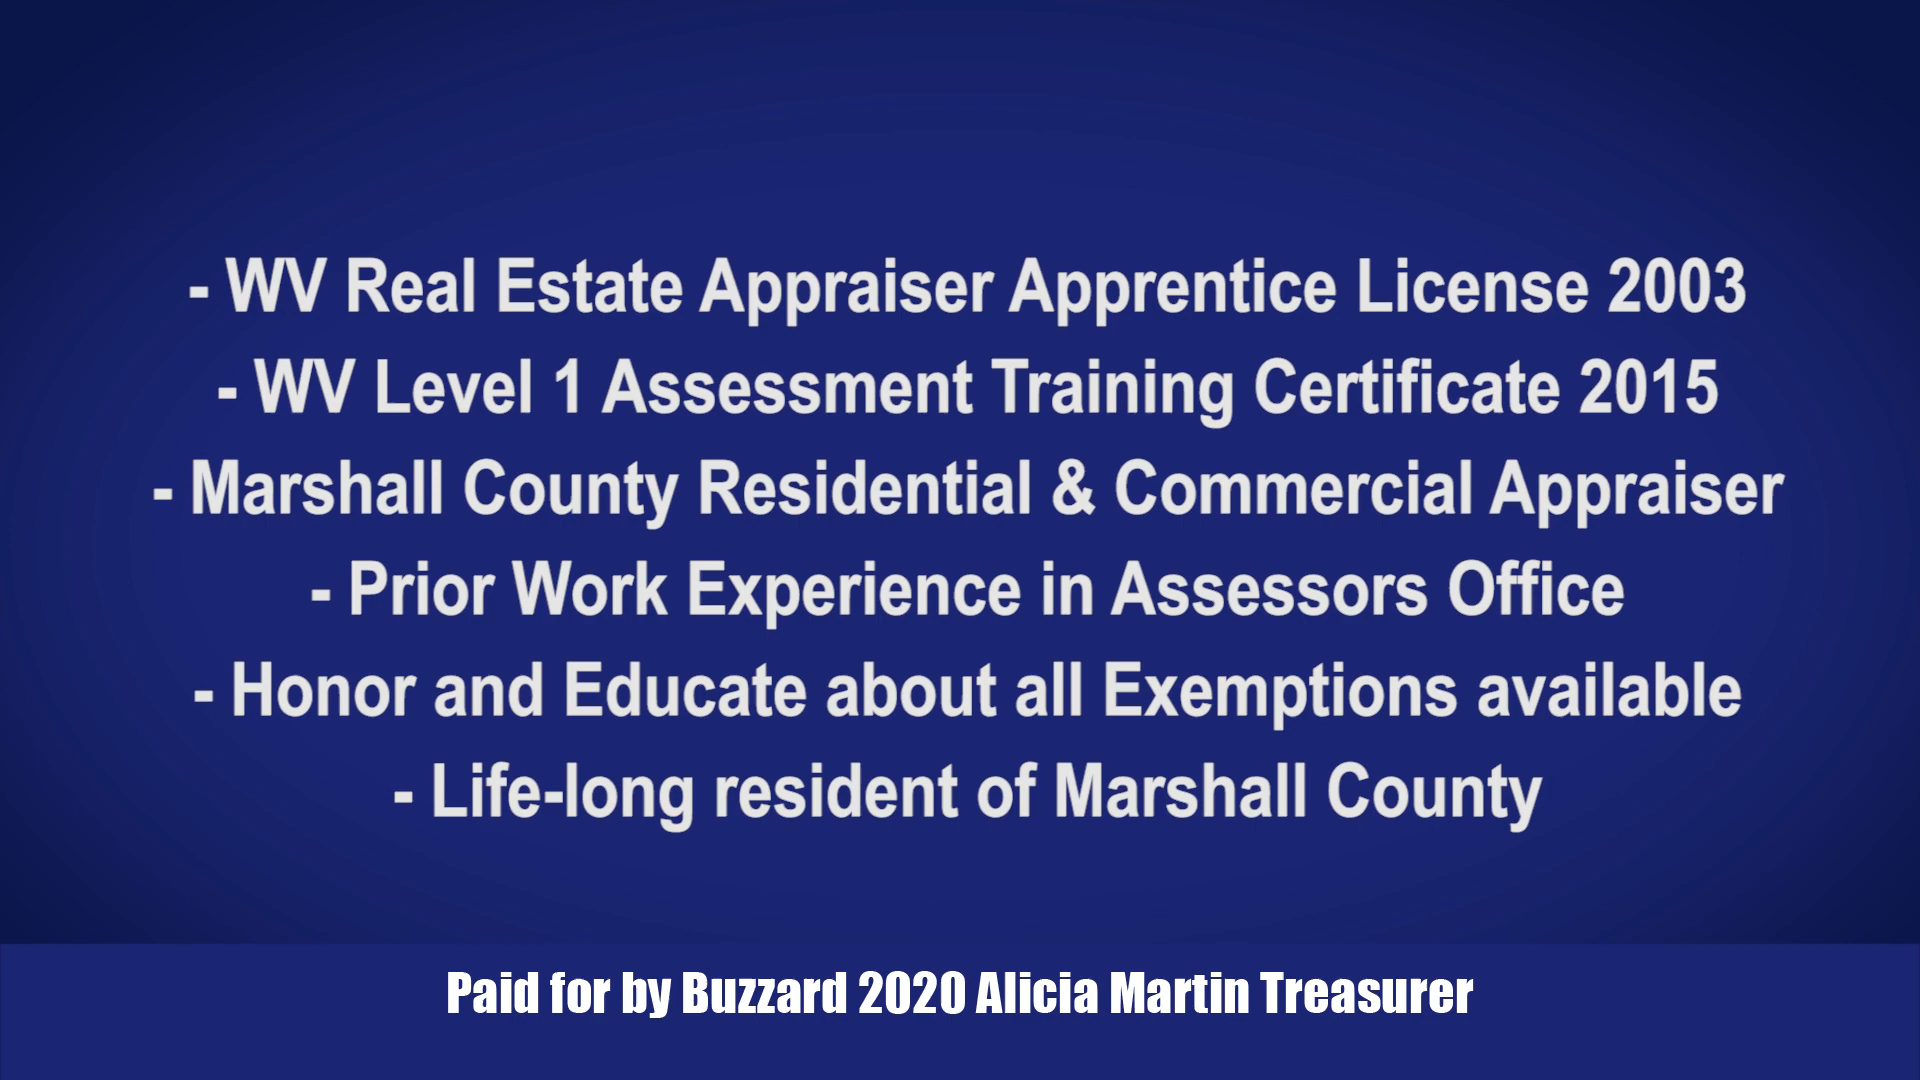 - WV Real Estate Appraiser Apprentice License 2003
- WV Level 1 Assessment Training Certificate 2015
- Marshall County Residential & Commercial Appraiser
- Prior Work Experience in Assessors Office
- Honor and Educate about all Exemptions available
- Life-long resident of Marshall County
Paid for by Buzzard 2020 Alicia Martin Treasurer